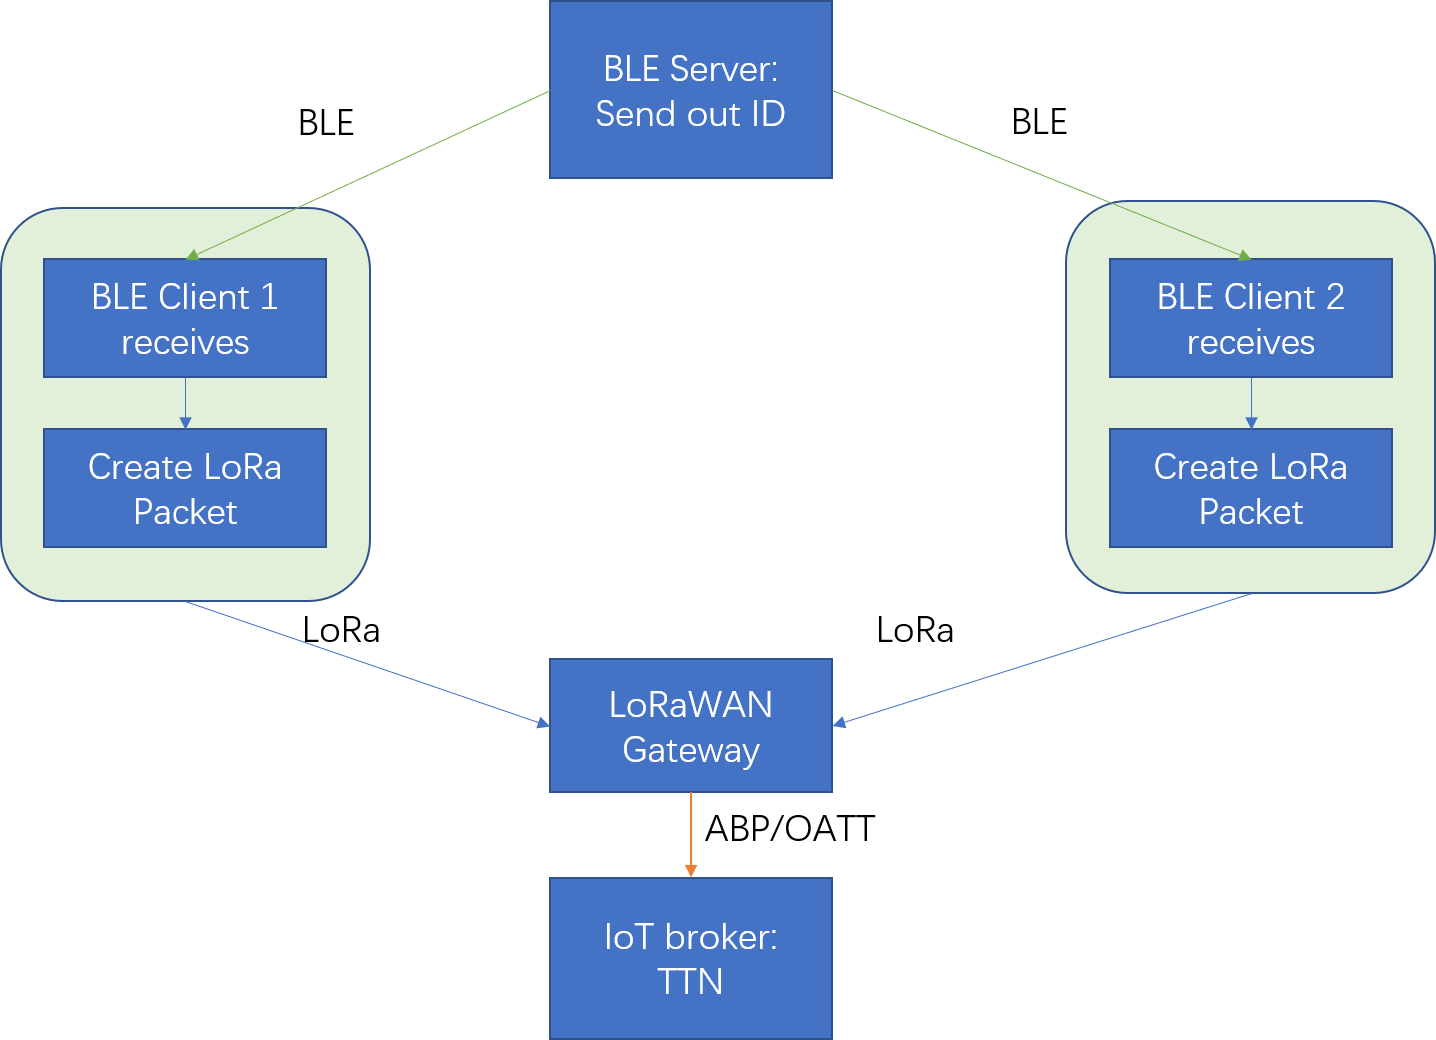 BLE Server:
Send out ID
BLE
BLE
BLE Client 1
receives
BLE Client 2
receives
Create LoRa
Packet
Create LoRa
Packet
LoRa
LoRa
LoRaWAN
Gateway
ABP/OATT
IoT broker:
TTN